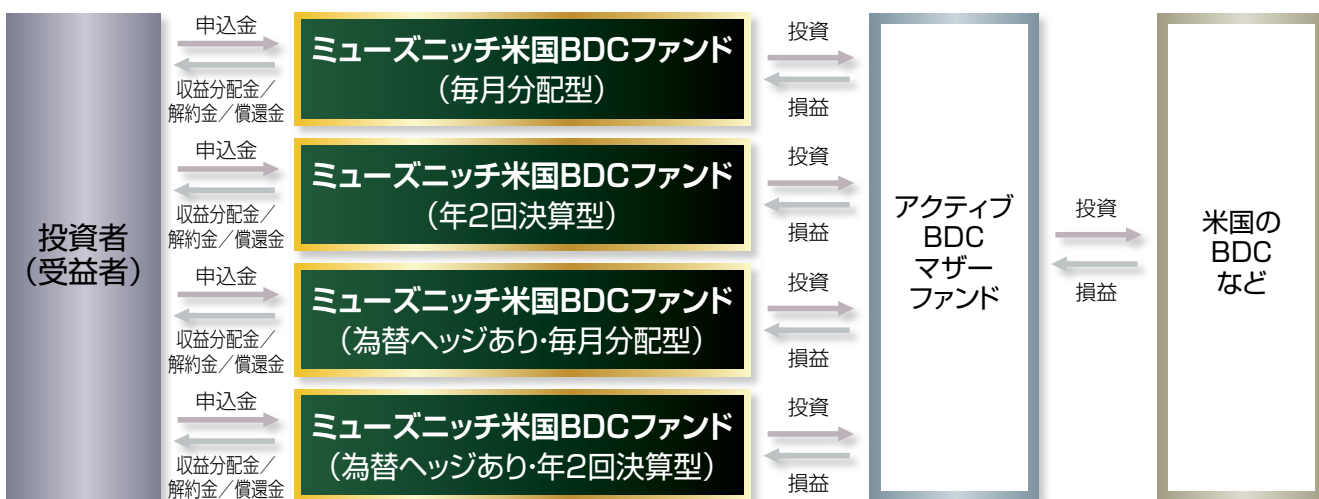 投資者
（受益者）
申込金
収益分配金／
解約金／償還金
ミューズニッチ米国BDCファンド
（毎月分配型）
投資
損益
申込金
収益分配金／
解約金／償還金
ミューズニッチ米国BDCファンド
（年2回決算型）
投資
損益
申込金
収益分配金／
解約金／償還金
ミューズニッチ米国BDCファンド
（為替ヘッジあり・毎月分配型）
投資
損益
申込金
収益分配金／
解約金／償還金
ミューズニッチ米国BDCファンド
（為替ヘッジあり・年2回決算型）
投資
損益
アクティブ
BDC
マザー
ファンド
投資
損益
米国の
BDC
など